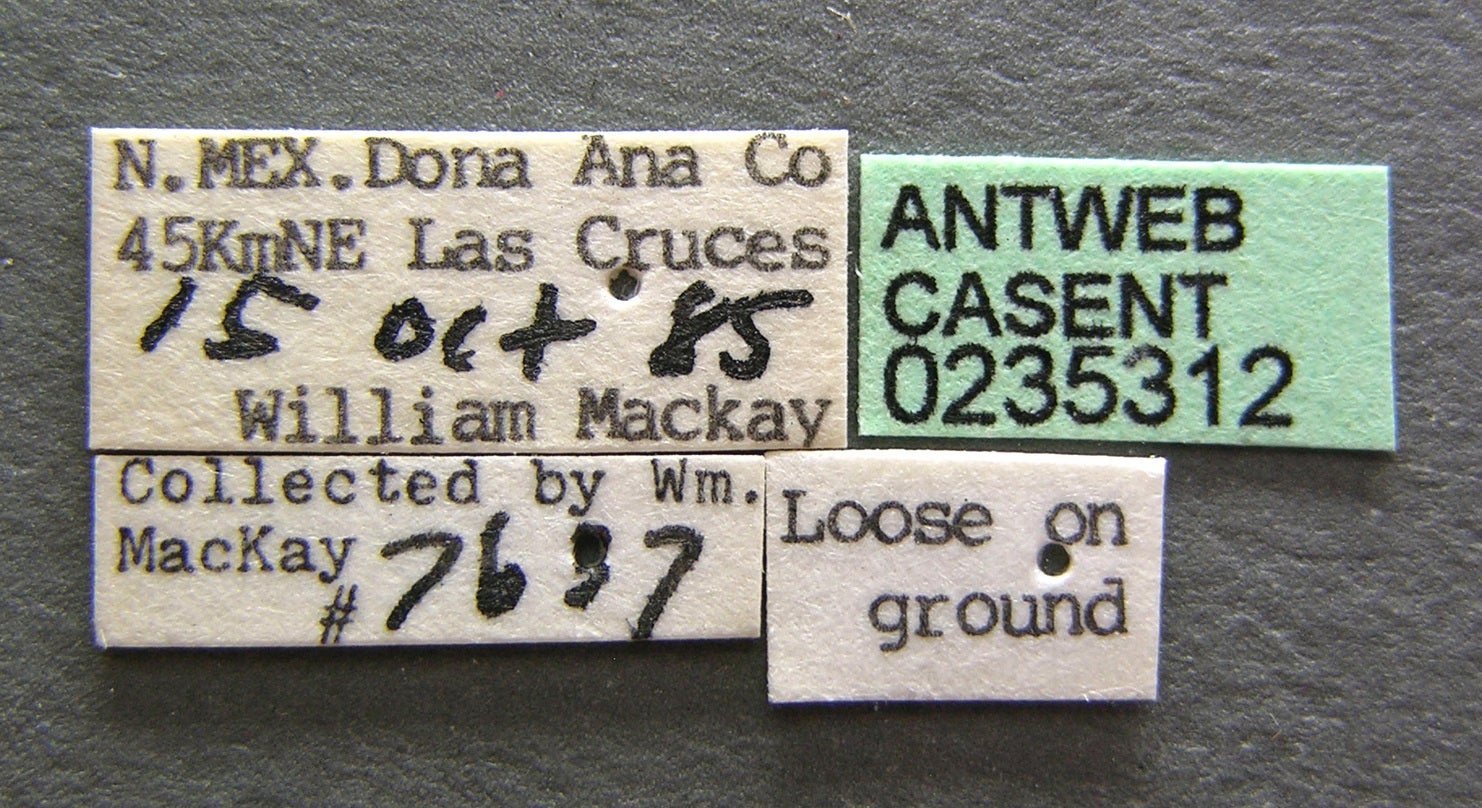 N.MEX.Dona Ana Co
45KmNE Las Cruces
15 Oct 85
William Mackay
ANTWEB
CASENT
0235312
Collected by Wm.
MacKay 7637
#
Loose on
ground